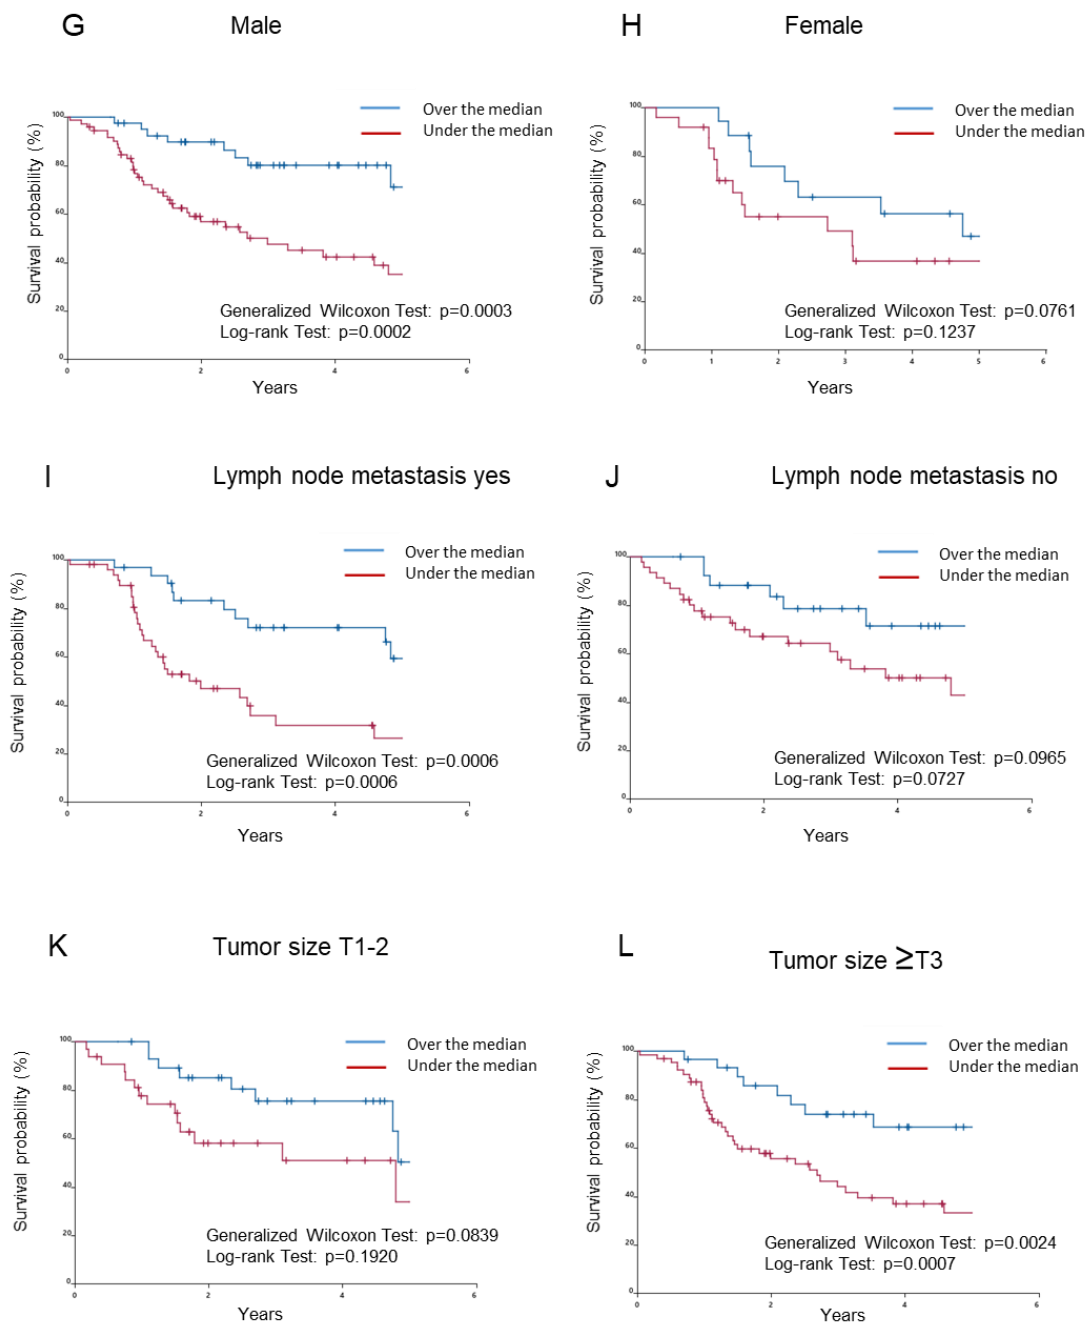 G Male
Over the median
Under the median
Survival probability (%)
100
80
60
40
20
0
0 2 4 6
Generalized Wilcoxon Test: p=0.0003
Log-rank Test: p=0.0002
Years
H Female
Over the median
Under the median
Survival probability (%)
100
80
60
40
20
0
0 1 2 3 4 5 6
Generalized Wilcoxon Test: p=0.0761
Log-rank Test: p=0.1237
Years
I Lymph node metastasis yes
Over the median
Under the median
Survival probability (%)
100
80
60
40
20
0
0 2 4 6
Generalized Wilcoxon Test: p=0.0006
Log-rank Test: p=0.0006
Years
J Lymph node metastasis no
Over the median
Under the median
Survival probability (%)
100
80
60
40
20
0
0 2 4 6
Generalized Wilcoxon Test: p=0.0965
Log-rank Test: p=0.0727
Years
K Tumor size T1-2
Over the median
Under the median
Survival probability (%)
100
80
60
40
20
0
0 2 4 6
Generalized Wilcoxon Test: p=0.0839
Log-rank Test: p=0.1920
Years
L Tumor size ≥T3
Over the median
Under the median
Survival probability (%)
100
80
60
40
20
0
0 2 4 6
Generalized Wilcoxon Test: p=0.0024
Log-rank Test: p=0.0007
Years